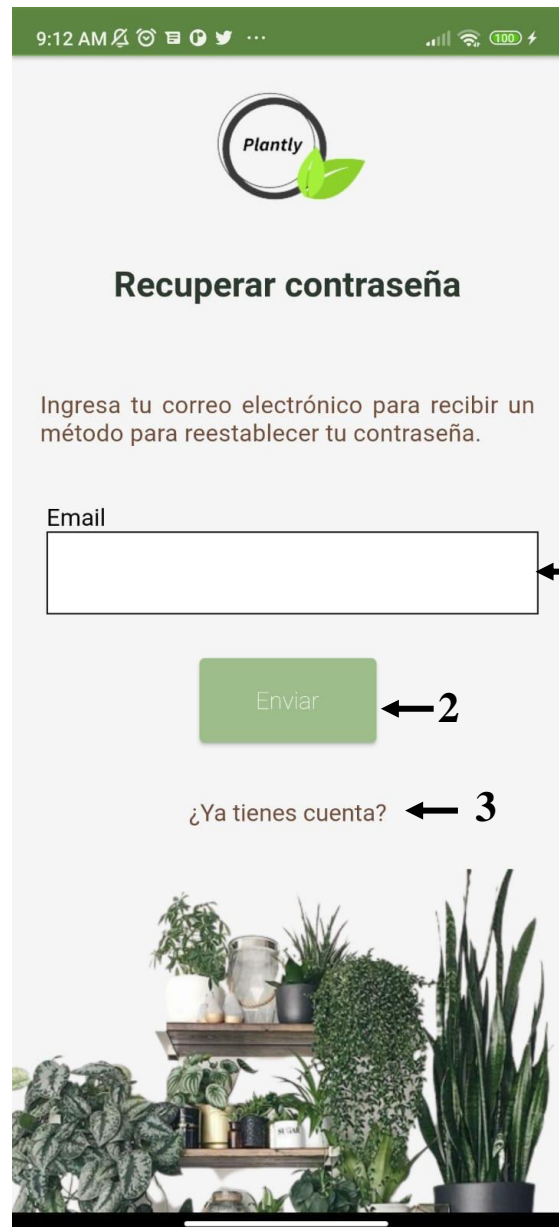 9:12 AM ... 100
Plantly
Recuperar contraseña
Ingresa tu correo electrónico para recibir un
método para reestablecer tu contraseña.
Email
Enviar
2
¿Ya tienes cuenta?
3
SUGAR